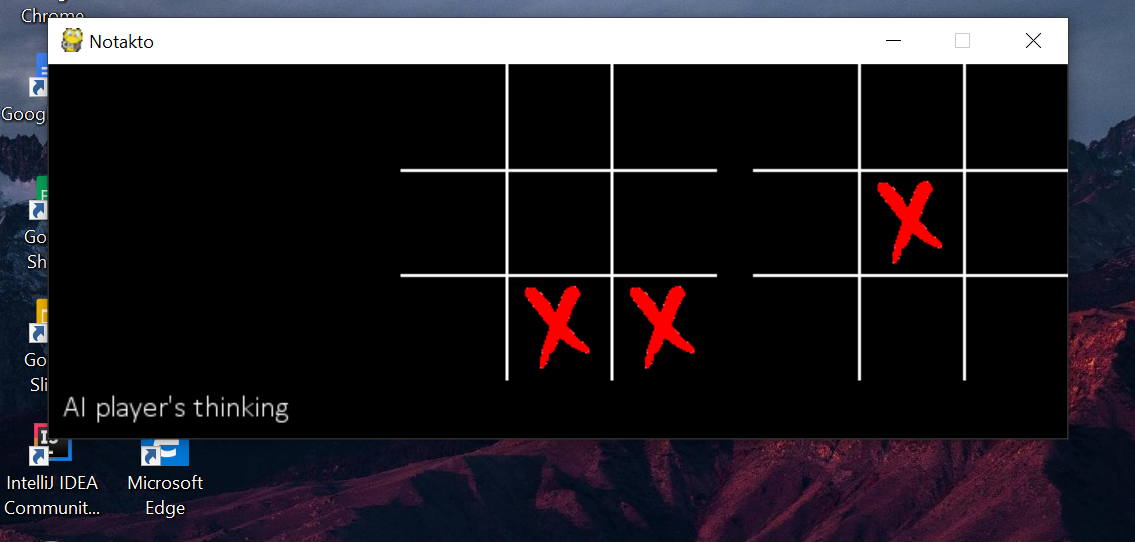 Chrome
Notakto
Goog
Go
Sh
Go
Sli
AI player's thinking
IntelliJ IDEA
Communit...
Microsoft
Edge